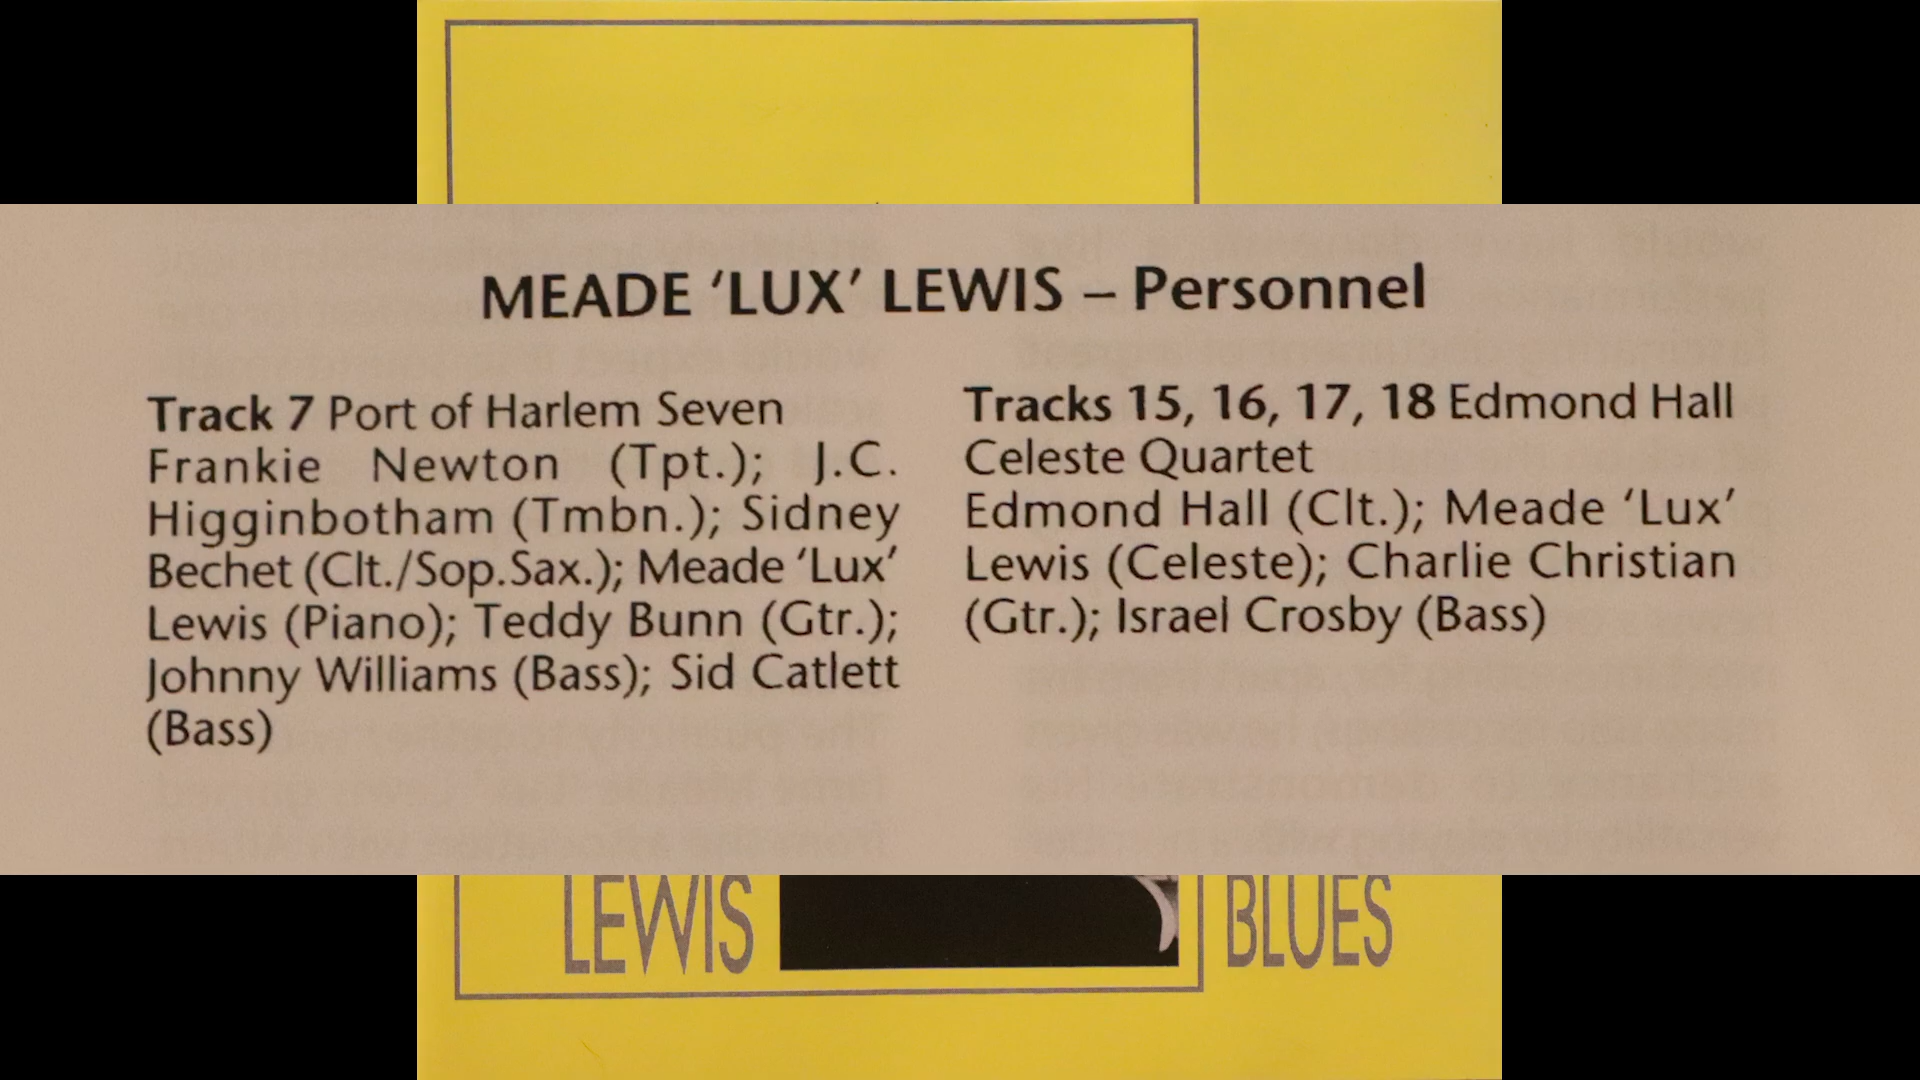 MEADE ‘LUX’ LEWIS – Personnel
Track 7 Port of Harlem Seven
Frankie Newton (Tpt.); J.C.
Higginbotham (Tmbn.); Sidney
Bechet (Clt./Sop.Sax.); Meade ‘Lux’
Lewis (Piano); Teddy Bunn (Gtr.);
Johnny Williams (Bass); Sid Catlett
(Bass)
Tracks 15, 16, 17, 18 Edmond Hall
Celeste Quartet
Edmond Hall (Clt.); Meade ‘Lux’
Lewis (Celeste); Charlie Christian
(Gtr.); Israel Crosby (Bass)
LEWIS
BLUES